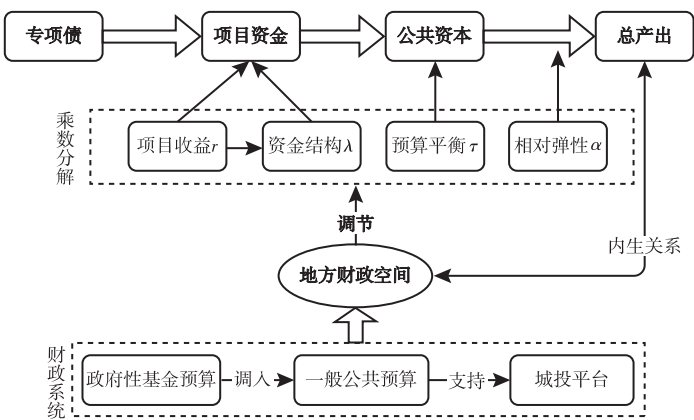 专项债
项目资金
公共资本
总产出
乘数分解
项目收益r
资金结构λ
预算平衡τ
相对弹性α
调节
内生关系
地方财政空间
财政系统
政府性基金预算
调入
一般公共预算
支持
城投平台